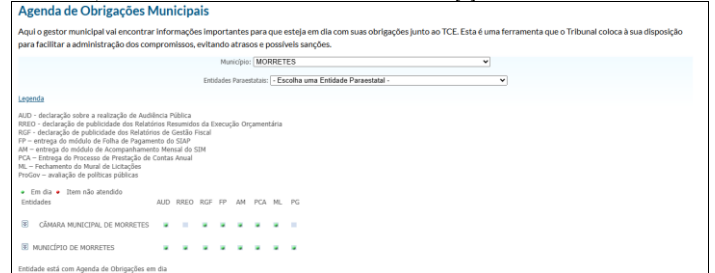 Agenda de Obrigações Municipais
Aqui o gestor municipal vai encontrar informações importantes para que esteja em dia com suas obrigações junto ao TCE. Esta é uma ferramenta que o Tribunal coloca à sua disposição
para facilitar a administração dos compromissos, evitando atrasos e possíveis sanções.
Município: MORRETES
Entidades Paraestatais: - Escolha uma Entidade Paraestatal -
Legenda
AUD - declaração sobre a realização de Audiência Pública
RREO - declaração de publicidade dos Relatórios Resumidos da Execução Orçamentária
RGF - declaração de publicidade dos Relatórios de Gestão Fiscal
FP – entrega do módulo de Folha de Pagamento do SIAP
AM – entrega do módulo de Acompanhamento Mensal do SIM
PCA – Entrega do Processo de Prestação de Contas Anual
ML – Fechamento do Mural de Licitações
ProGov – avaliação de políticas públicas
Em dia Item não atendido
Entidades AUD RREO RGF FP AM PCA ML PG
CÂMARA MUNICIPAL DE MORRETES
MUNICÍPIO DE MORRETES
Entidade está com Agenda de Obrigações em dia